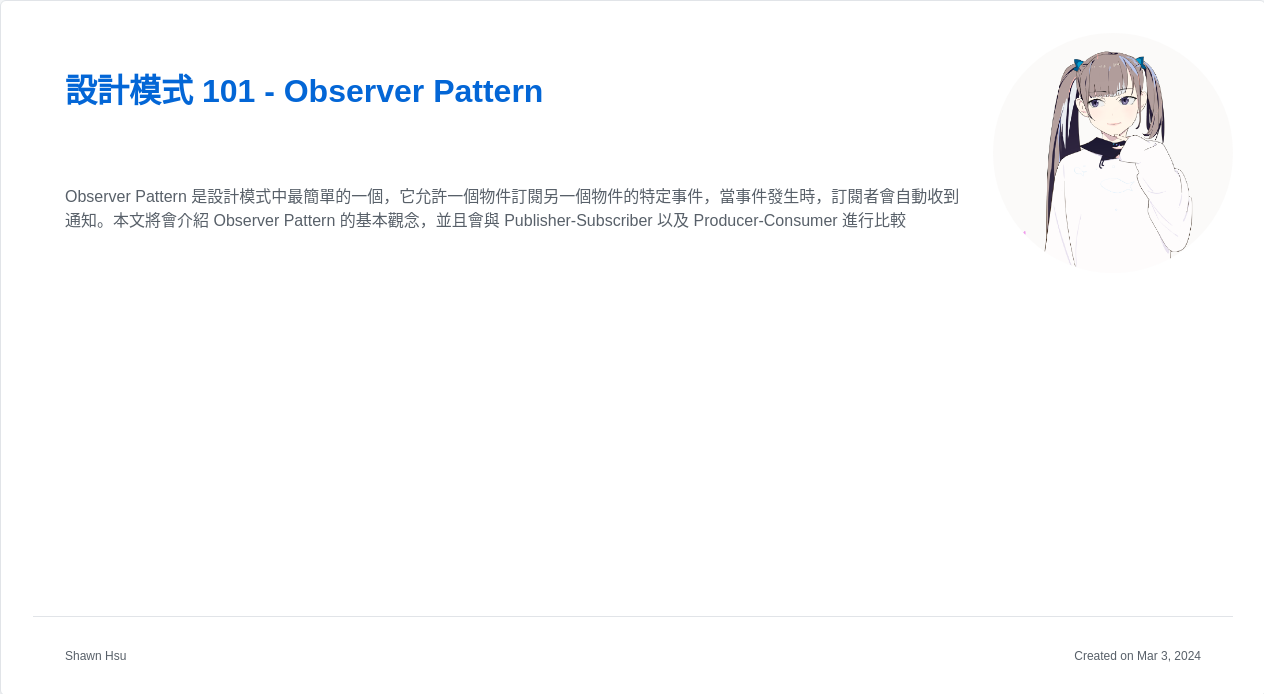 設計模式 101 - Observer Pattern
Observer Pattern 是設計模式中最簡單的一個，它允許一個物件訂閱另一個物件的特定事件，當事件發生時，訂閱者會自動收到
通知。本文將會介紹 Observer Pattern 的基本觀念，並且會與 Publisher-Subscriber 以及 Producer-Consumer 進行比較
Shawn Hsu
Created on Mar 3, 2024